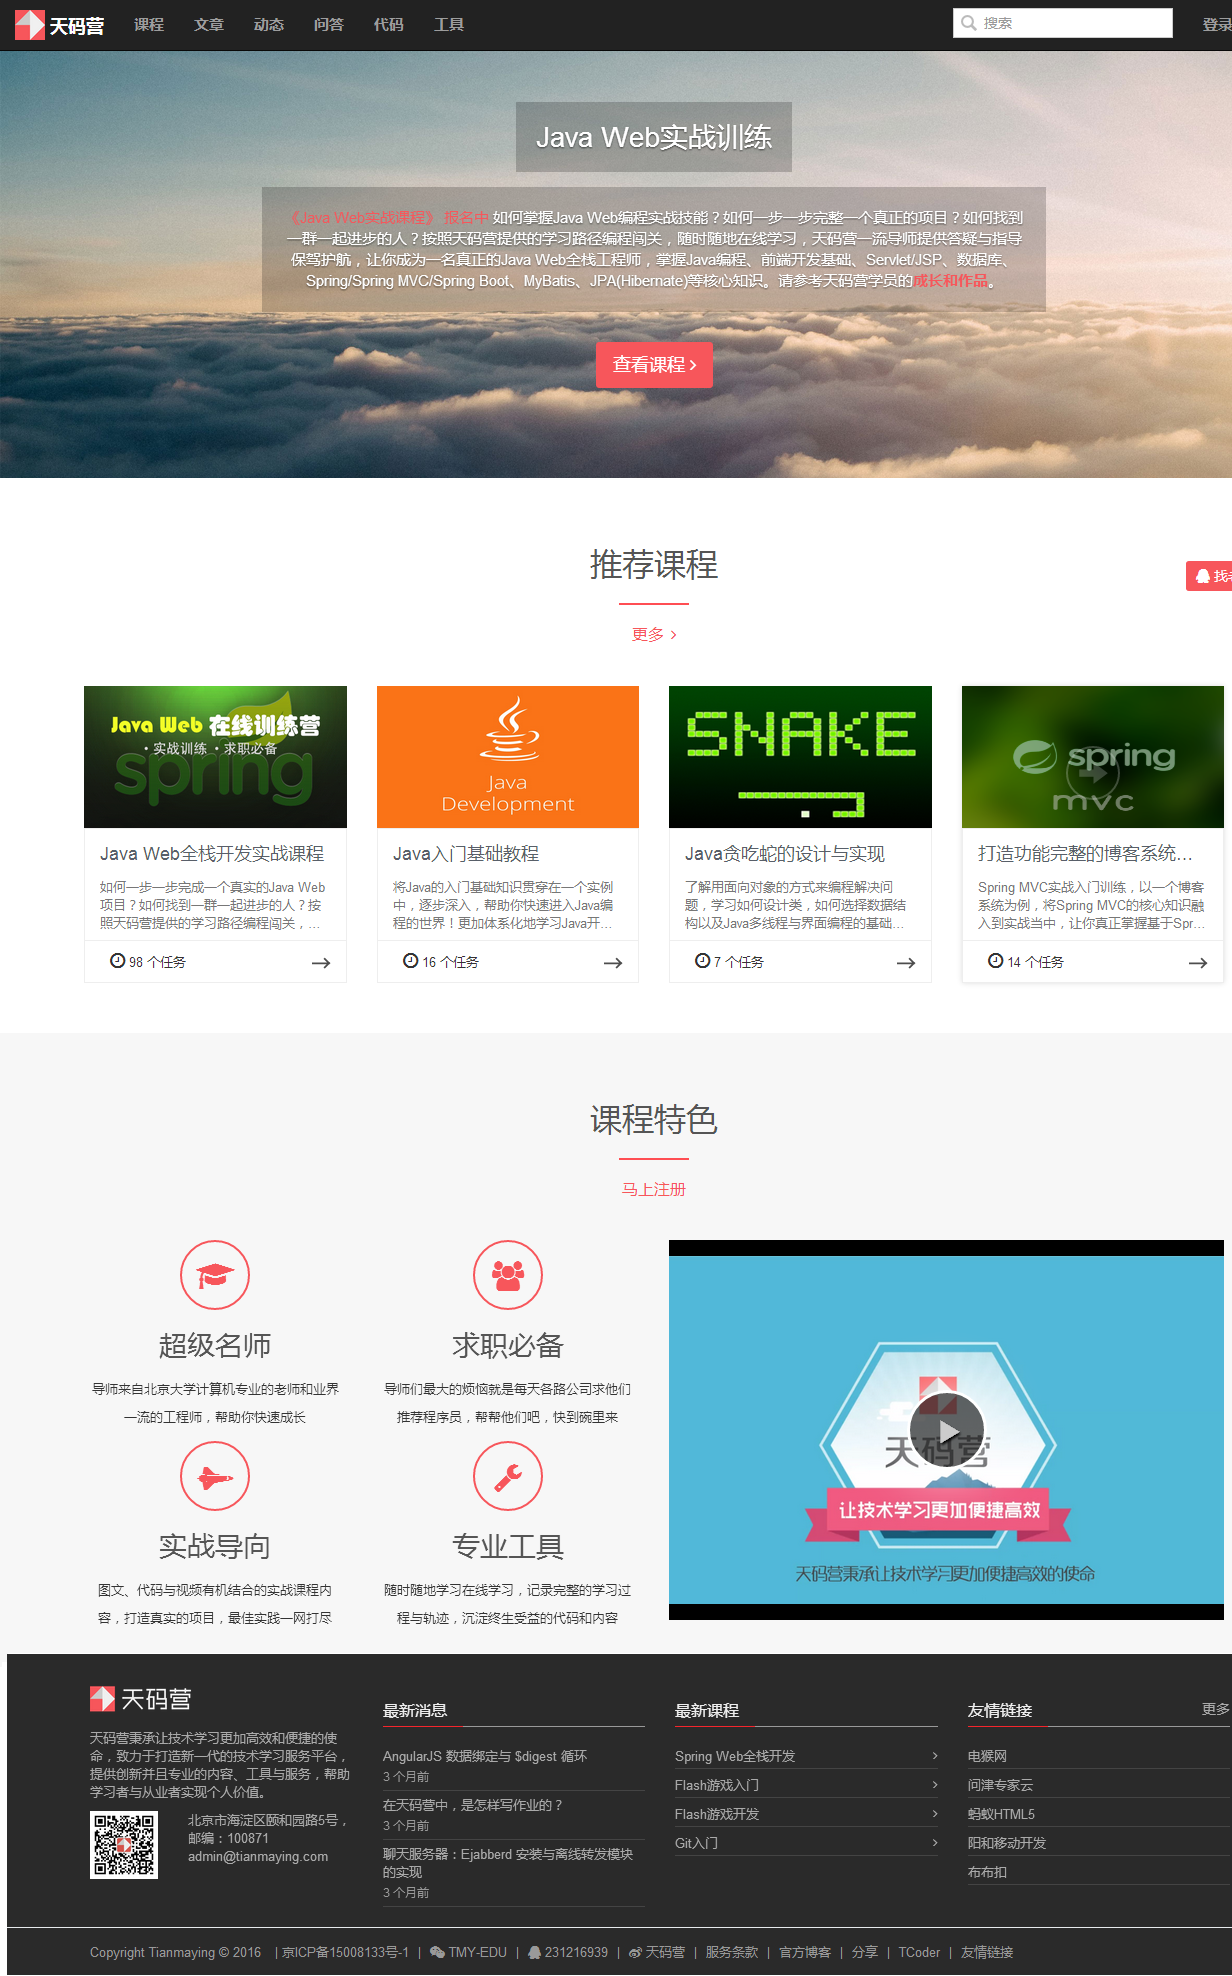 天码营 课程 文章 动态 问答 代码 工具 搜索 登录
Java Web实战训练
《Java Web实战课程》 报名中 如何掌握Java Web编程实战技能？如何一步一步完整一个真正的项目？如何找到
一群一起进步的人？按照天码营提供的学习路径编程闯关，随时随地在线学习，天码营一流导师提供答疑与指导
保驾护航，让你成为一名真正的Java Web全栈工程师，掌握Java编程、前端开发基础、Servlet/JSP、数据库、
Spring/Spring MVC/Spring Boot、MyBatis、JPA(Hibernate)等核心知识。请参考天码营学员的成长和作品。
查看课程
推荐课程
找
更多
Java Web 在线训练营
·实战训练 ·求职必备
spring
Java
Development
SNAKE
spring
mvc
Java Web全栈开发实战课程
如何一步一步完成一个真实的Java Web
项目？如何找到一群一起进步的人？按
照天码营提供的学习路径编程闯关，...
98 个任务
Java入门基础教程
将Java的入门基础知识贯穿在一个实例
中，逐步深入，帮助你快速进入Java编
程的世界！更加体系化地学习Java开...
16 个任务
Java贪吃蛇的设计与实现
了解用面向对象的方式来编程解决问
题，学习如何设计类，如何选择数据结
构以及Java多线程与界面编程的基础...
7 个任务
打造功能完整的博客系统...
Spring MVC实战入门训练，以一个博客
系统为例，将Spring MVC的核心知识融
入到实战当中，让你真正掌握基于Spr...
14 个任务
课程特色
马上注册
超级名师
导师来自北京大学计算机专业的老师和业界
一流的工程师，帮助你快速成长
求职必备
导师们最大的烦恼就是每天各路公司求他们
推荐程序员，帮帮他们吧，快到碗里来
实战导向
图文、代码与视频有机结合的实战课程内
容，打造真实的项目，最佳实践一网打尽
专业工具
随时随地学习在线学习，记录完整的学习过
程与轨迹，沉淀终生受益的代码和内容
天码营
让技术学习更加便捷高效
天码营秉承让技术学习更加便捷高效的使命
天码营
天码营秉承让技术学习更加高效和便捷的使
命，致力于打造新一代的技术学习服务平台，
提供创新并且专业的内容、工具与服务，帮助
学习者与从业者实现个人价值。
北京市海淀区颐和园路5号，
邮编：100871
admin@tianmaying.com
最新消息
AngularJS 数据绑定与 $digest 循环
3 个月前
在天码营中，是怎样写作业的？
3 个月前
聊天服务器：Ejabberd 安装与离线转发模块
的实现
3 个月前
最新课程
Spring Web全栈开发
Flash游戏入门
Flash游戏开发
Git入门
友情链接 更多
电猴网
问津专家云
蚂蚁HTML5
阳和移动开发
布布扣
Copyright Tianmaying © 2016 | 京ICP备15008133号-1 | TMY-EDU | 231216939 | 天码营 | 服务条款 | 官方博客 | 分享 | TCoder | 友情链接